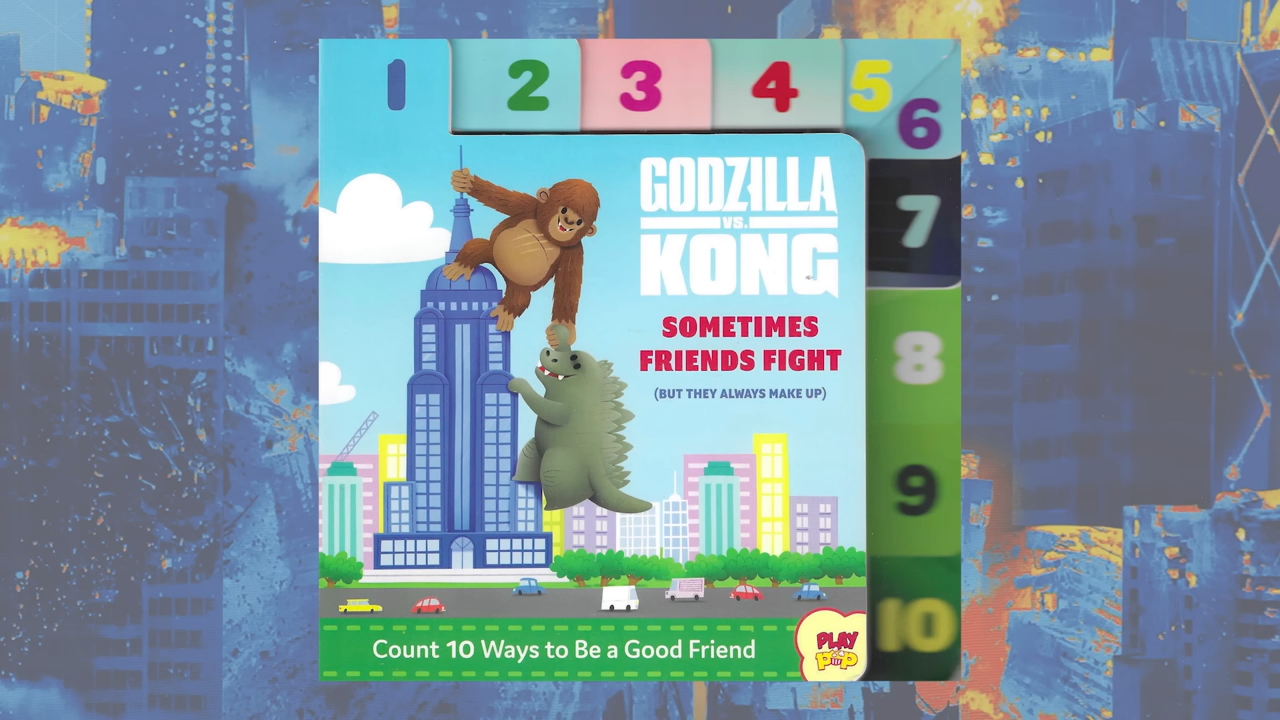 1 2 3 4 5
6
7
8
9
10
GODZILLA
VS.
KONG
SOMETIMES
FRIENDS FIGHT
(BUT THEY ALWAYS MAKE UP)
Count 10 Ways to Be a Good Friend
PLAY
POP